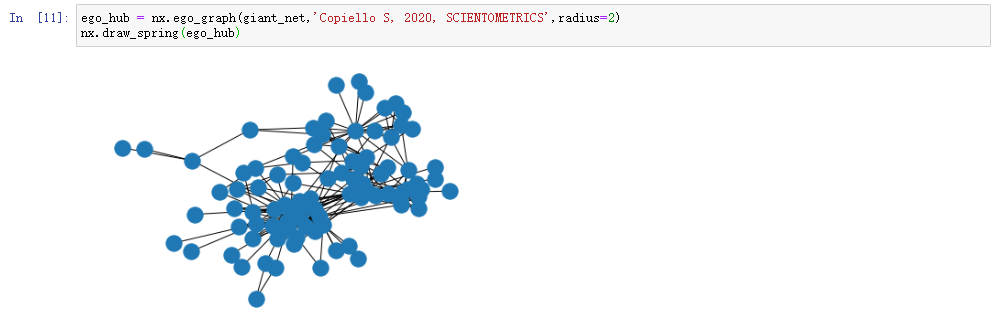 In [11]: ego_hub = nx.ego_graph(giant_net,'Copiello S, 2020, SCIENTOMETRICS',radius=2)
nx.draw_spring(ego_hub)